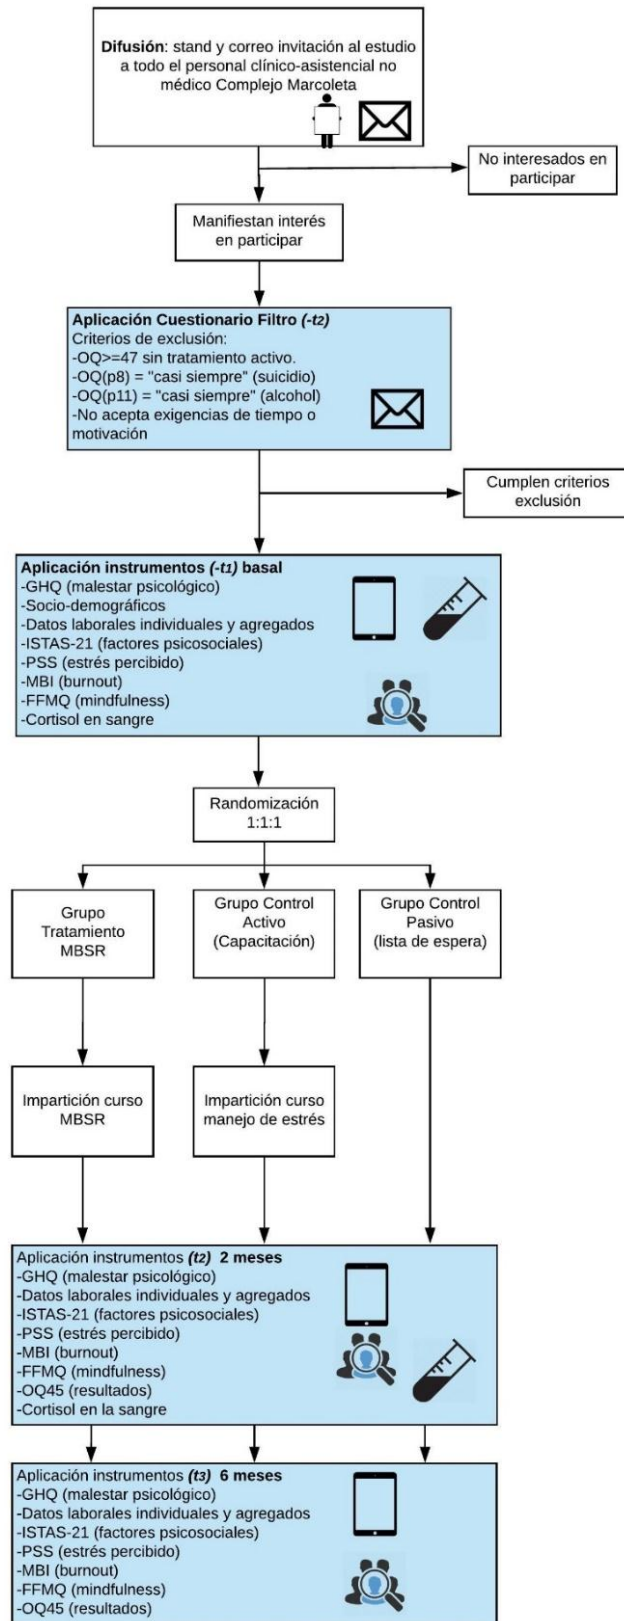 Difusión: stand y correo invitación al estudio
a todo el personal clínico-asistencial no
médico Complejo Marcoleta
No interesados en
participar
Manifiestan interés
en participar
Aplicación Cuestionario Filtro (-t2)
Criterios de exclusión:
-OQ>=47 sin tratamiento activo.
-OQ(p8) = "casi siempre" (suicidio)
-OQ(p11) = "casi siempre" (alcohol)
-No acepta exigencias de tiempo o
motivación
Cumplen criterios
exclusión
Aplicación instrumentos (-t1) basal
-GHQ (malestar psicológico)
-Socio-demográficos
-Datos laborales individuales y agregados
-ISTAS-21 (factores psicosociales)
-PSS (estrés percibido)
-MBI (burnout)
-FFMQ (mindfulness)
-Cortisol en sangre
Randomización
1:1:1
Grupo
Tratamiento
MBSR
Grupo Control
Activo
(Capacitación)
Grupo Control
Pasivo
(lista de espera)
Impartición curso
MBSR
Impartición curso
manejo de estrés
Aplicación instrumentos (t2) 2 meses
-GHQ (malestar psicológico)
-Datos laborales individuales y agregados
-ISTAS-21 (factores psicosociales)
-PSS (estrés percibido)
-MBI (burnout)
-FFMQ (mindfulness)
-OQ45 (resultados)
-Cortisol en la sangre
Aplicación instrumentos (t3) 6 meses
-GHQ (malestar psicológico)
-Datos laborales individuales y agregados
-ISTAS-21 (factores psicosociales)
-PSS (estrés percibido)
-MBI (burnout)
-FFMQ (mindfulness)
-OQ45 (resultados)